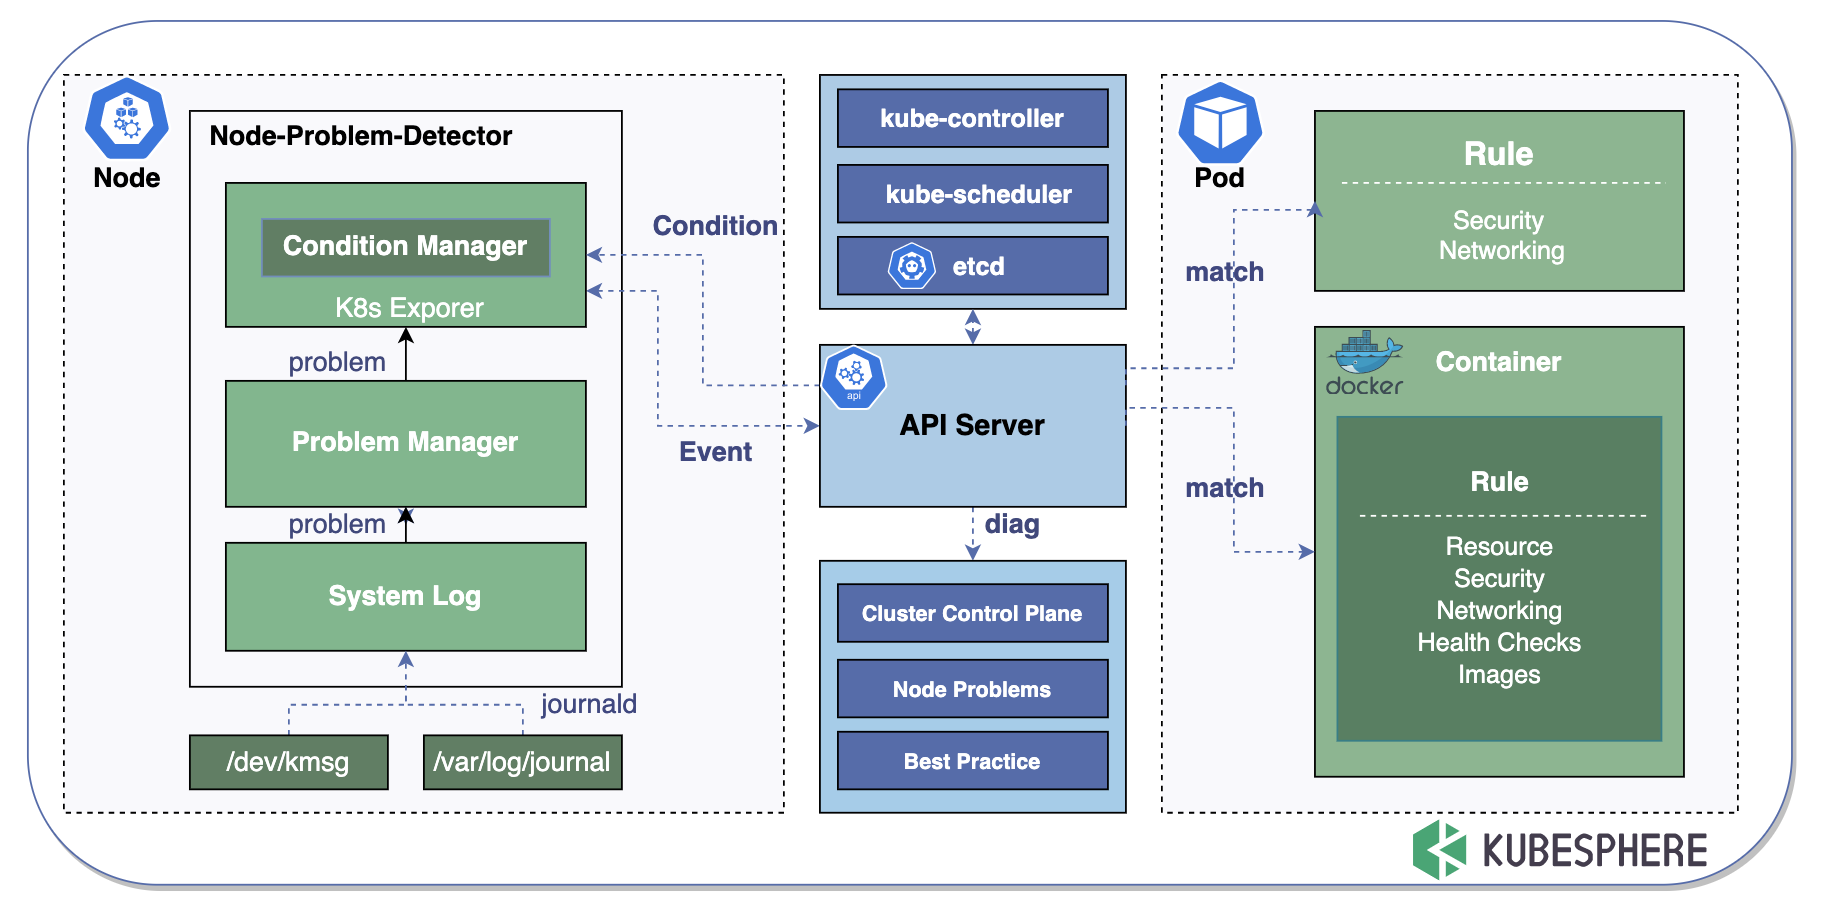 Node
Node-Problem-Detector
Condition Manager
K8s Exporer
problem
Problem Manager
problem
System Log
journald
/dev/kmsg
/var/log/journal
Condition
Event
kube-controller
kube-scheduler
etcd
api
API Server
diag
Cluster Control Plane
Node Problems
Best Practice
Pod
match
match
Rule
Security
Networking
docker
Container
Rule
Resource
Security
Networking
Health Checks
Images
KUBESPHERE